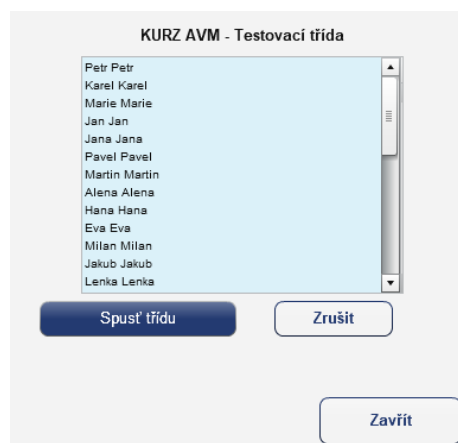 KURZ AVM - Testovací třída
Petr Petr
Karel Karel
Marie Marie
Jan Jan
Jana Jana
Pavel Pavel
Martin Martin
Alena Alena
Hana Hana
Eva Eva
Milan Milan
Jakub Jakub
Lenka Lenka
Spusť třídu
Zrušit
Zavřít